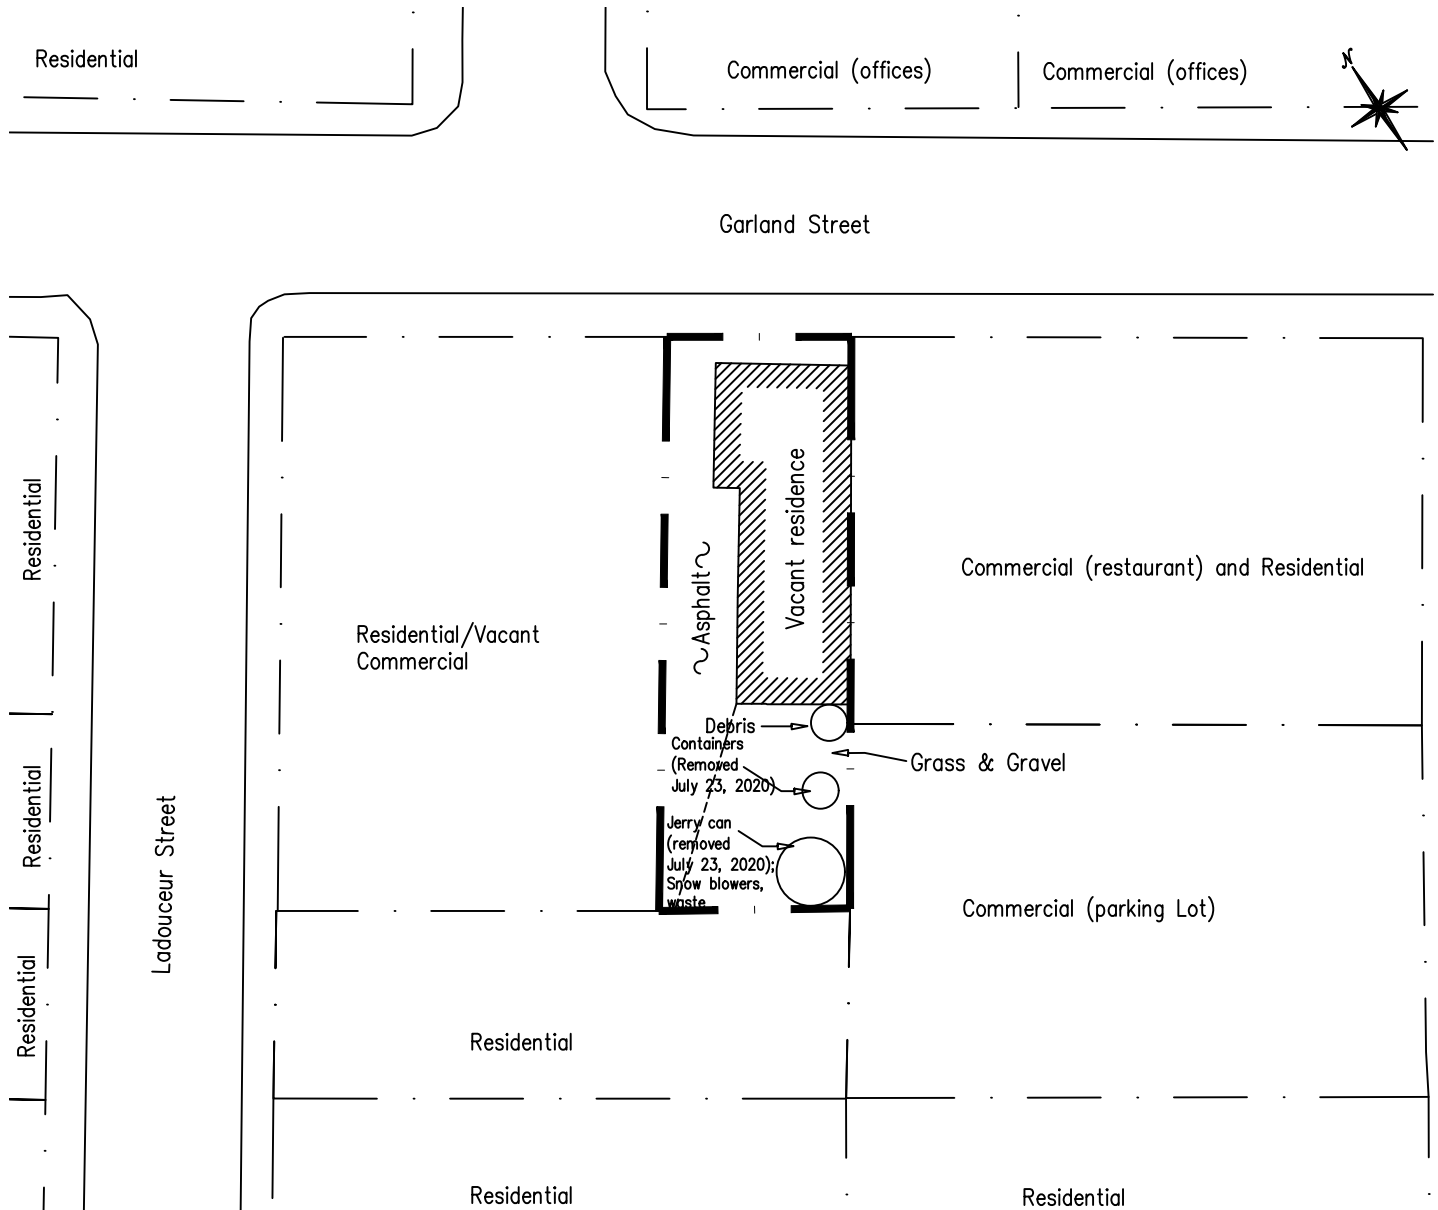 Residential
Commercial (offices)
Commercial (offices)
N
Garland Street
Residential
Vacant residence
Asphalt
Commercial (restaurant) and Residential
Residential/Vacant
Commercial
Debris
Containers
(Removed
July 23, 2020)
Grass & Gravel
Residential
Ladouceur Street
Jerry can
(removed
July 23, 2020);
Snow blowers,
waste
Commercial (parking Lot)
Residential
Residential
Residential
Residential